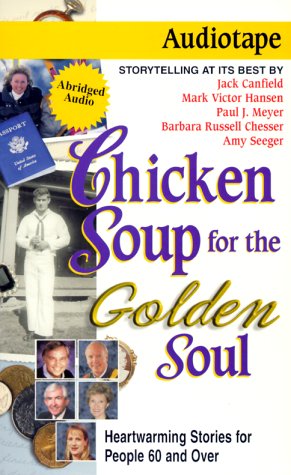 Audiotape
STORYTELLING AT ITS BEST BY
Jack Canfield
Mark Victor Hansen
Paul J. Meyer
Barbara Russell Chesser
Amy Seeger
Abridged
Audio
PASSPORT
United States
of America
Chicken
Soup for the
Golden
Soul
Heartwarming Stories for
People 60 and Over